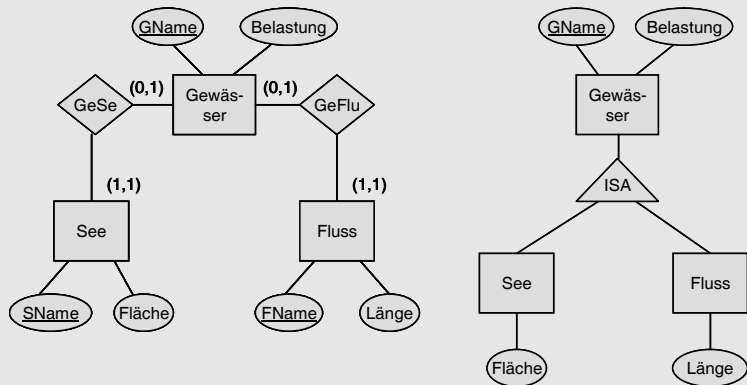 GName
Belastung
GeSe
(0,1)
Gewäs-
ser
(0,1)
GeFlu
(1,1)
(1,1)
See
Fluss
SName
Fläche
FName
Länge
GName
Belastung
Gewäs-
ser
ISA
See
Fluss
Fläche
Länge